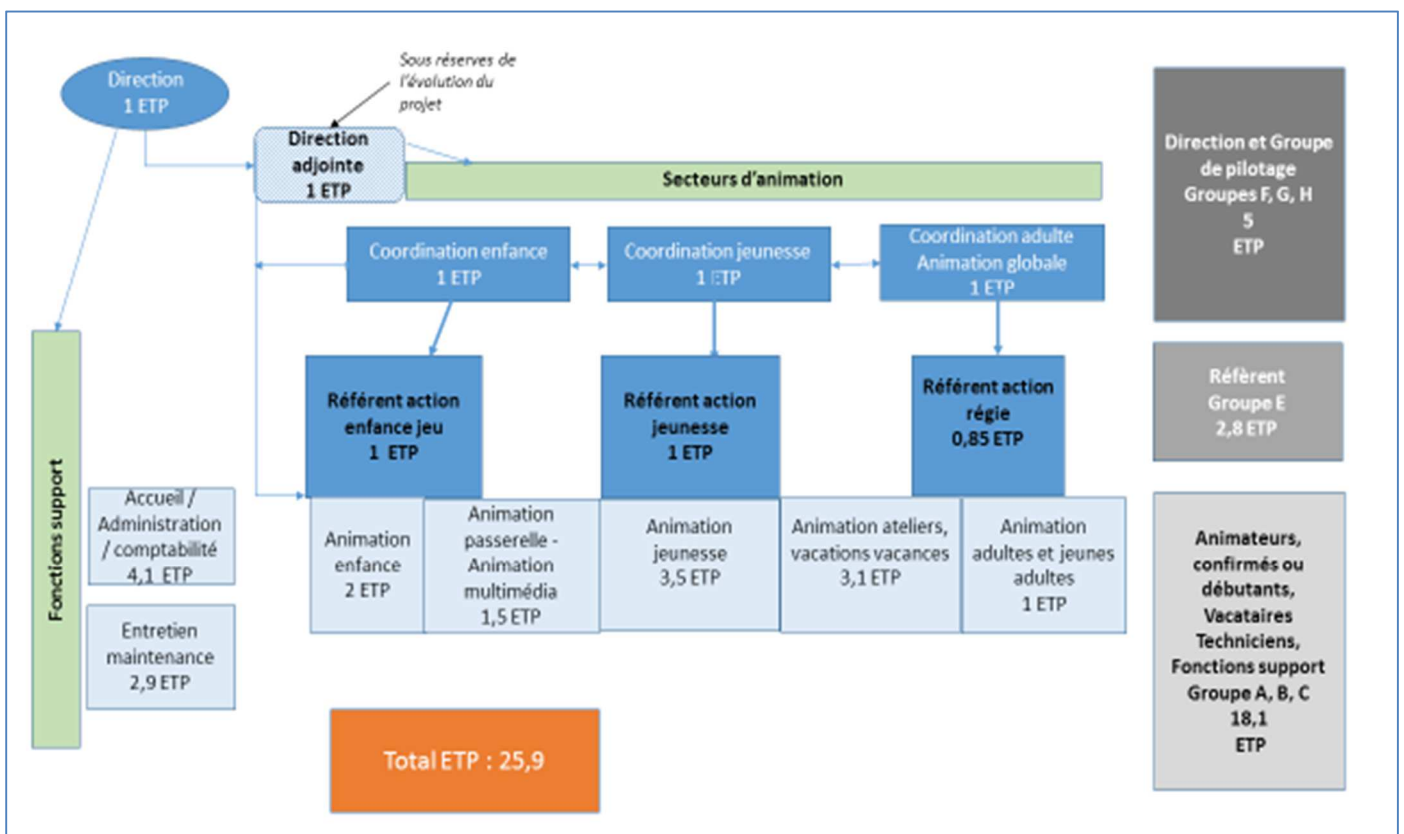 Direction
1 ETP
Sous réserves de
l'évolution du
projet
Direction
adjointe
1 ETP
Secteurs d'animation
Coordination enfance
1 ETP
Coordination jeunesse
1 ETP
Coordination adulte
Animation globale
1 ETP
Référent action
enfance jeu
1 ETP
Référent action
jeunesse
1 ETP
Référent action
régie
0,85 ETP
Fonctions support
Accueil /
Administration
/ comptabilité
4,1 ETP
Entretien
maintenance
2,9 ETP
Animation
enfance
2 ETP
Animation
passerelle -
Animation
multimédia
1,5 ETP
Animation
jeunesse
3,5 ETP
Animation ateliers,
vacations vacances
3,1 ETP
Animation
adultes et jeunes
adultes
1 ETP
Total ETP : 25,9
Direction et Groupe
de pilotage
Groupes F, G, H
5
ETP
Réfèrent
Groupe E
2,8 ETP
Animateurs,
confirmés ou
débutants,
Vacataires
Techniciens,
Fonctions support
Groupe A, B, C
18,1
ETP